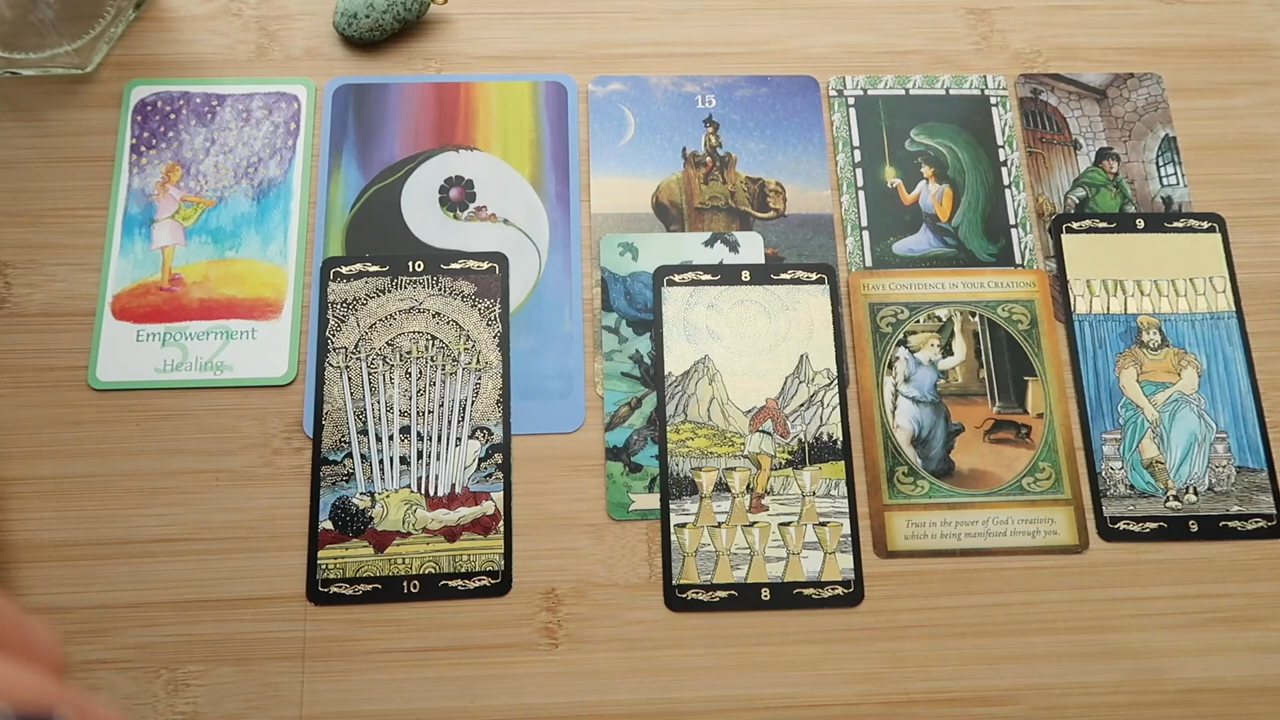 15
Empowerment
Healing
32
10
10
8
8
HAVE CONFIDENCE IN YOUR CREATIONS
Trust in the power of God's creativity,
which is being manifested through you.
9
9